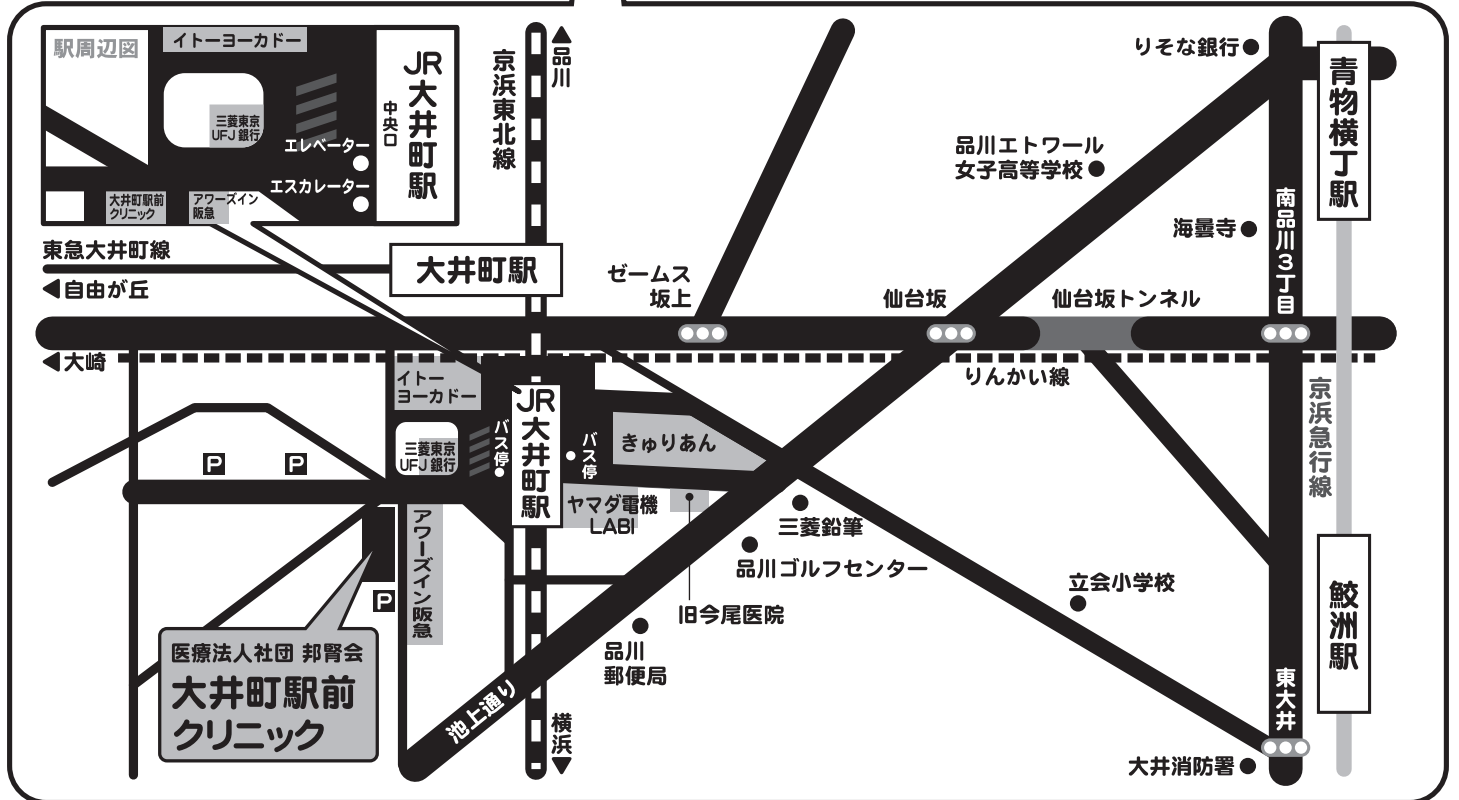 駅周辺図
イトーヨーカドー
三菱東京
UFJ 銀行
エレベーター
エスカレーター
大井町駅前
クリニック
アワーズイン
阪急
中央口
JR大井町駅
京浜東北線
▲品川
東急大井町線
◀自由が丘
大井町駅
ゼームス
坂上
仙台坂
仙台坂トンネル
品川エトワール
女子高等学校
りそな銀行
青物横丁駅
海曇寺
南品川3丁目
◀大崎
りんかい線
イトー
ヨーカドー
三菱東京
UFJ 銀行
バス停
JR大井町駅
バス停
きゅりあん
ヤマダ電機
LABI
P
P
P
アワーズイン阪急
三菱鉛筆
品川ゴルフセンター
旧今尾医院
品川
郵便局
立会小学校
京浜急行線
鮫洲駅
東大井
大井消防署
池上通り
横浜▼
医療法人社団 邦腎会
大井町駅前
クリニック